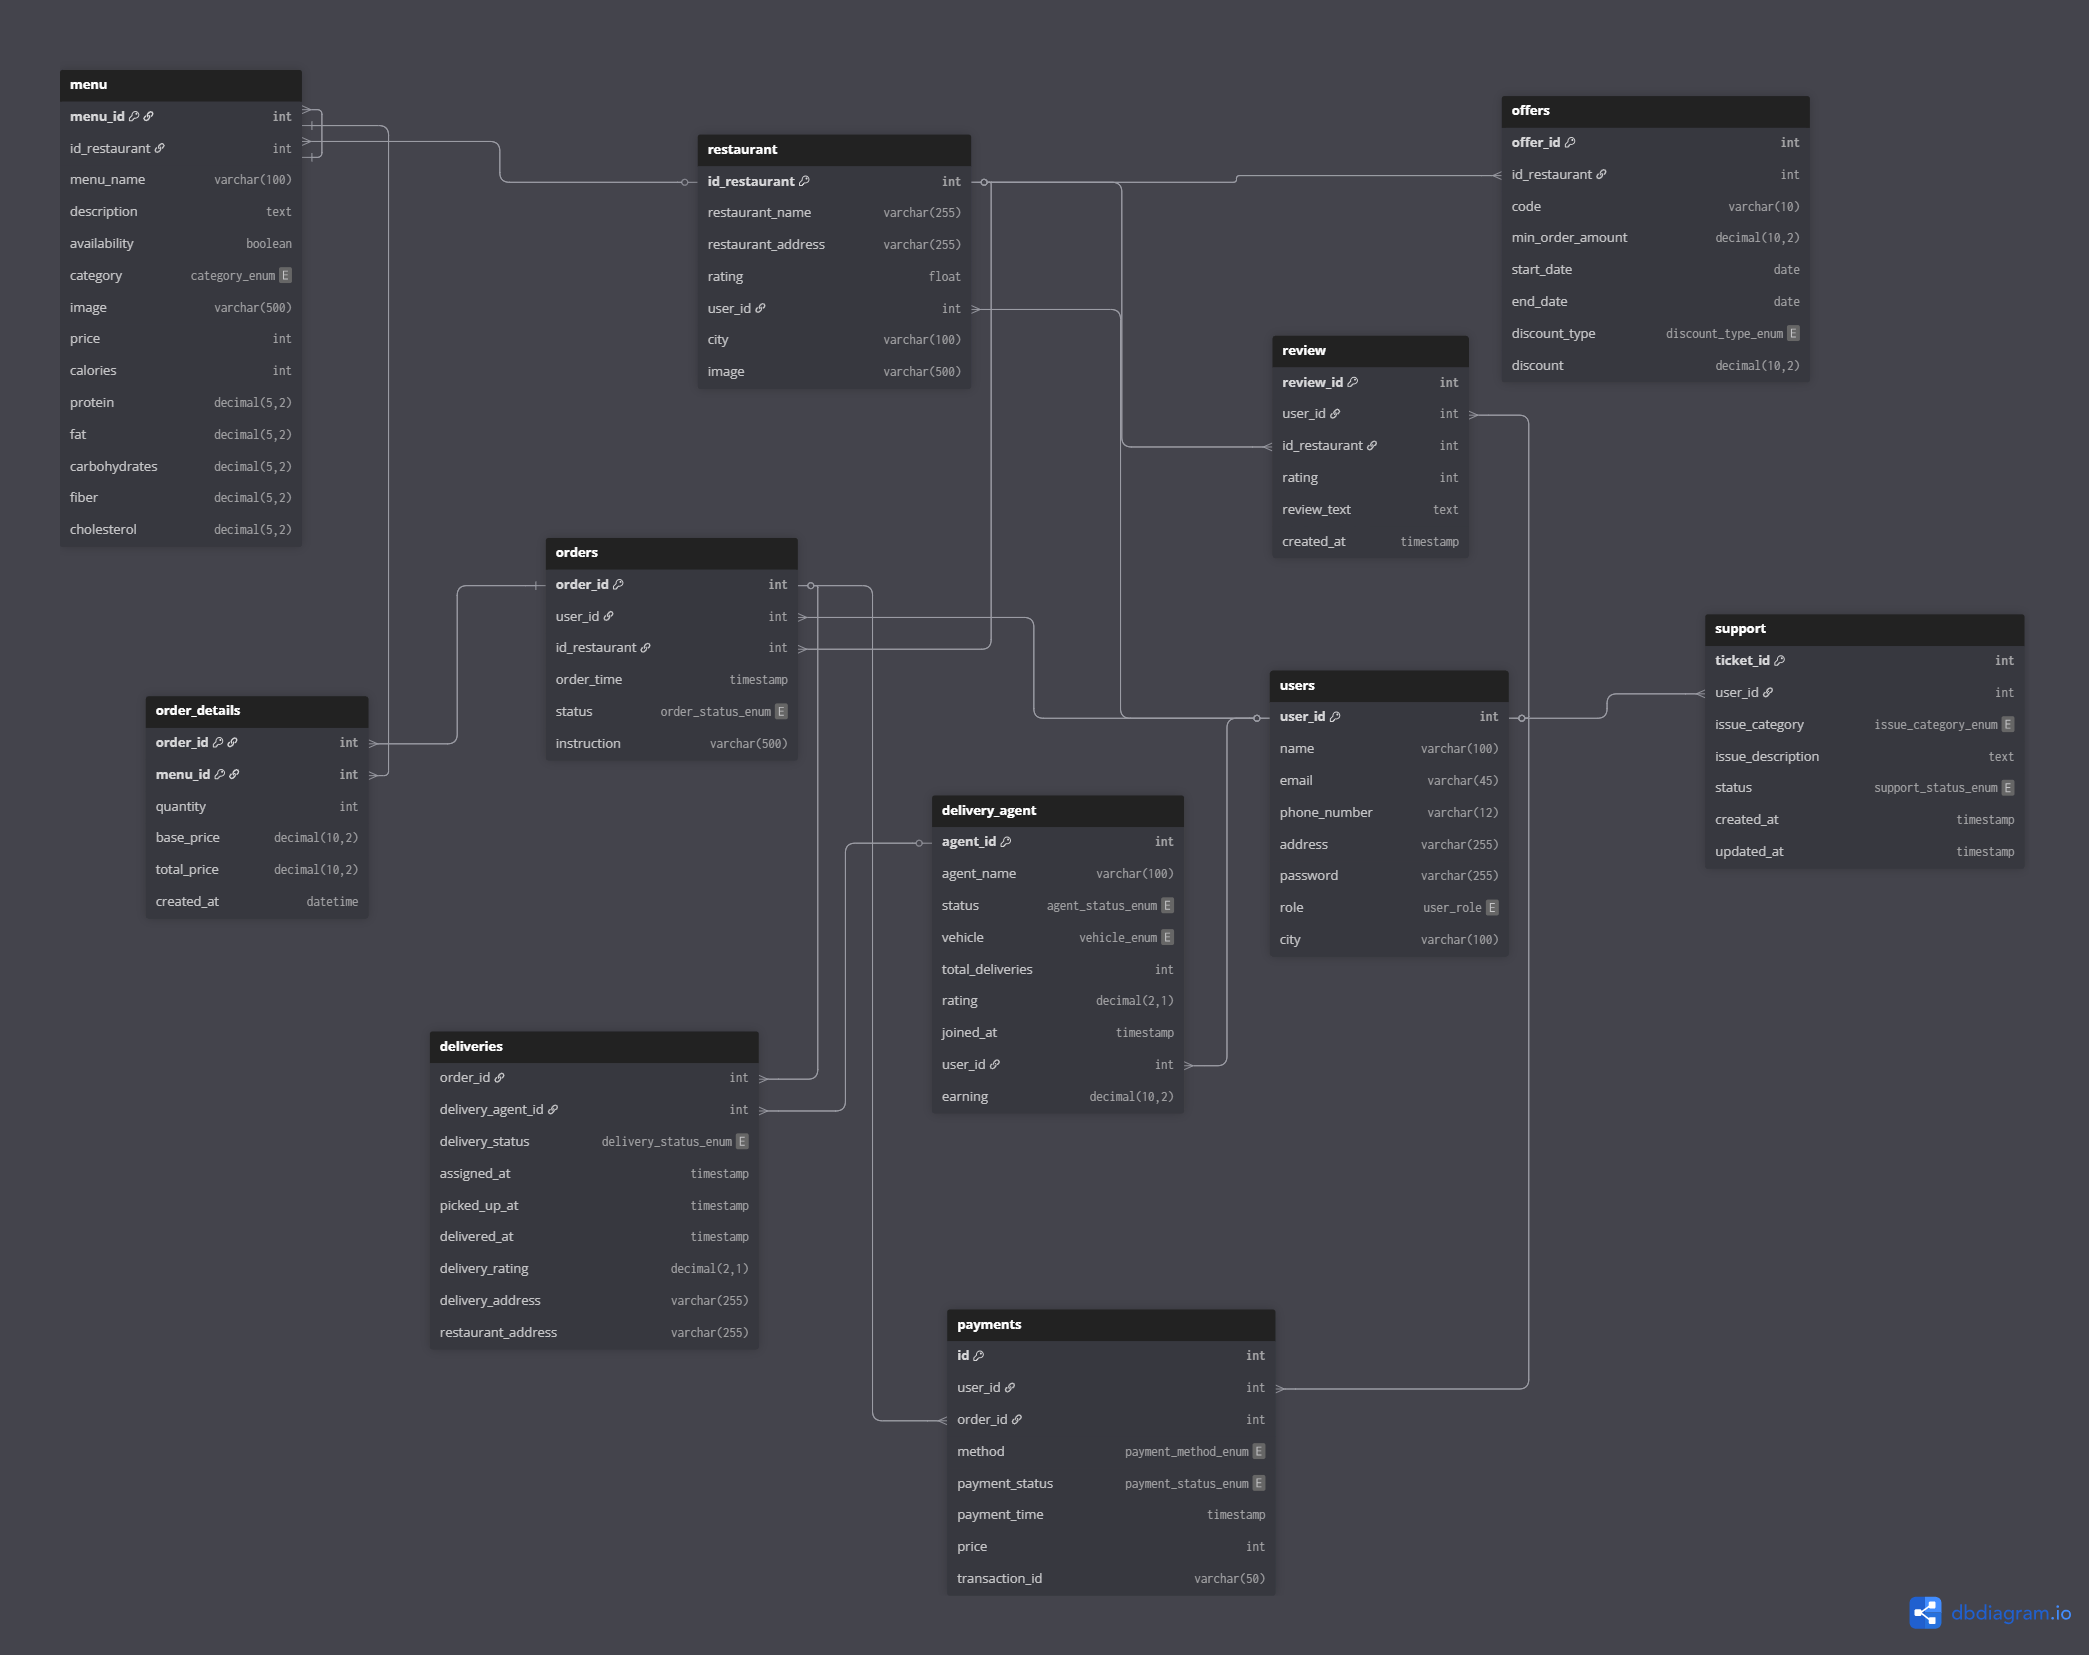 menu
menu_id int
id_restaurant int
menu_name varchar(100)
description text
availability boolean
category category_enum E
image varchar(500)
price int
calories int
protein decimal(5,2)
fat decimal(5,2)
carbohydrates decimal(5,2)
fiber decimal(5,2)
cholesterol decimal(5,2)
restaurant
id_restaurant int
restaurant_name varchar(255)
restaurant_address varchar(255)
rating float
user_id int
city varchar(100)
image varchar(500)
offers
offer_id int
id_restaurant int
code varchar(10)
min_order_amount decimal(10,2)
start_date date
end_date date
discount_type discount_type_enum E
discount decimal(10,2)
review
review_id int
user_id int
id_restaurant int
rating int
review_text text
created_at timestamp
orders
order_id int
user_id int
id_restaurant int
order_time timestamp
status order_status_enum E
instruction varchar(500)
support
ticket_id int
user_id int
issue_category issue_category_enum E
issue_description text
status support_status_enum E
created_at timestamp
updated_at timestamp
users
user_id int
name varchar(100)
email varchar(45)
phone_number varchar(12)
address varchar(255)
password varchar(255)
role user_role E
city varchar(100)
order_details
order_id int
menu_id int
quantity int
base_price decimal(10,2)
total_price decimal(10,2)
created_at datetime
delivery_agent
agent_id int
agent_name varchar(100)
status agent_status_enum E
vehicle vehicle_enum E
total_deliveries int
rating decimal(2,1)
joined_at timestamp
user_id int
earning decimal(10,2)
deliveries
order_id int
delivery_agent_id int
delivery_status delivery_status_enum E
assigned_at timestamp
picked_up_at timestamp
delivered_at timestamp
delivery_rating decimal(2,1)
delivery_address varchar(255)
restaurant_address varchar(255)
payments
id int
user_id int
order_id int
method payment_method_enum E
payment_status payment_status_enum E
payment_time timestamp
price int
transaction_id varchar(50)
dbdiagram.io